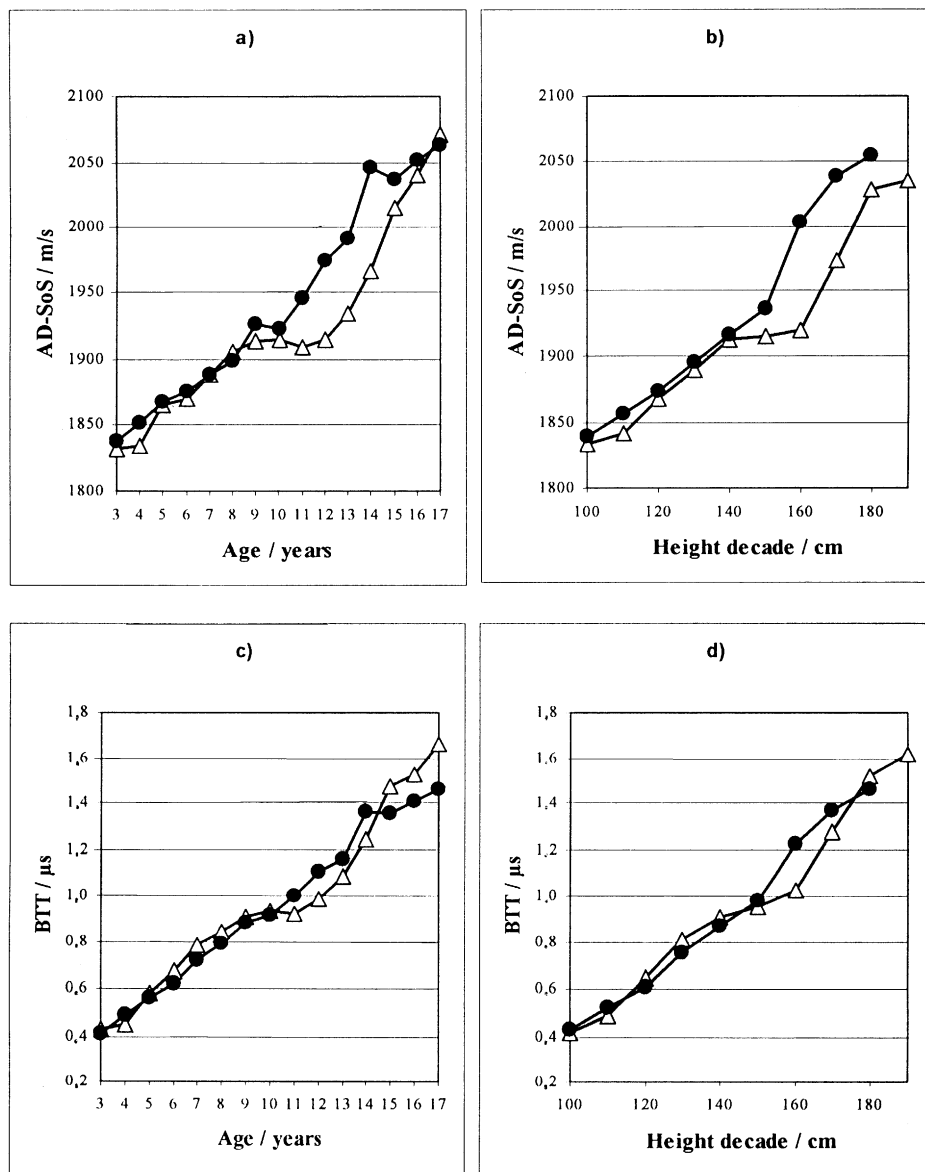 a)
2100
2050
2000
1950
1900
1850
1800
AD-SoS / m/s
3 4 5 6 7 8 9 10 11 12 13 14 15 16 17
Age / years
b)
2100
2050
2000
1950
1900
1850
1800
AD-SoS / m/s
100 120 140 160 180
Height decade / cm
c)
1,8
1,6
1,4
1,2
1,0
0,8
0,6
0,4
0,2
BTT / µs
3 4 5 6 7 8 9 10 11 12 13 14 15 16 17
Age / years
d)
1,8
1,6
1,4
1,2
1,0
0,8
0,6
0,4
0,2
BTT / µs
100 120 140 160 180
Height decade / cm